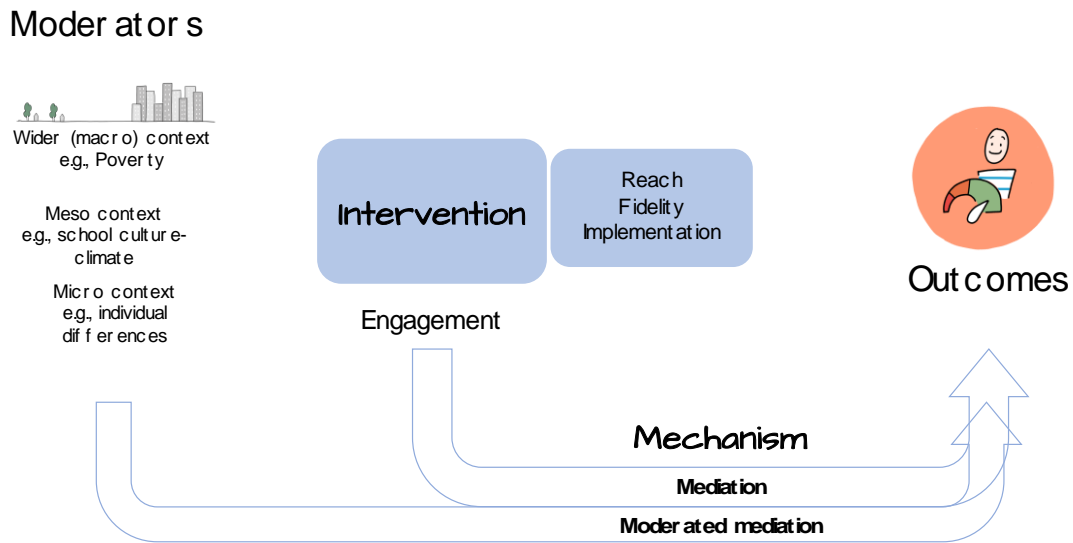 Moderators
Wider (macro) context
e.g., Poverty
Meso context
e.g., school culture-
climate
Micro context
e.g., individual
differences
Intervention
Reach
Fidelity
Implementation
Engagement
Outcomes
Mechanism
Mediation
Moderated mediation